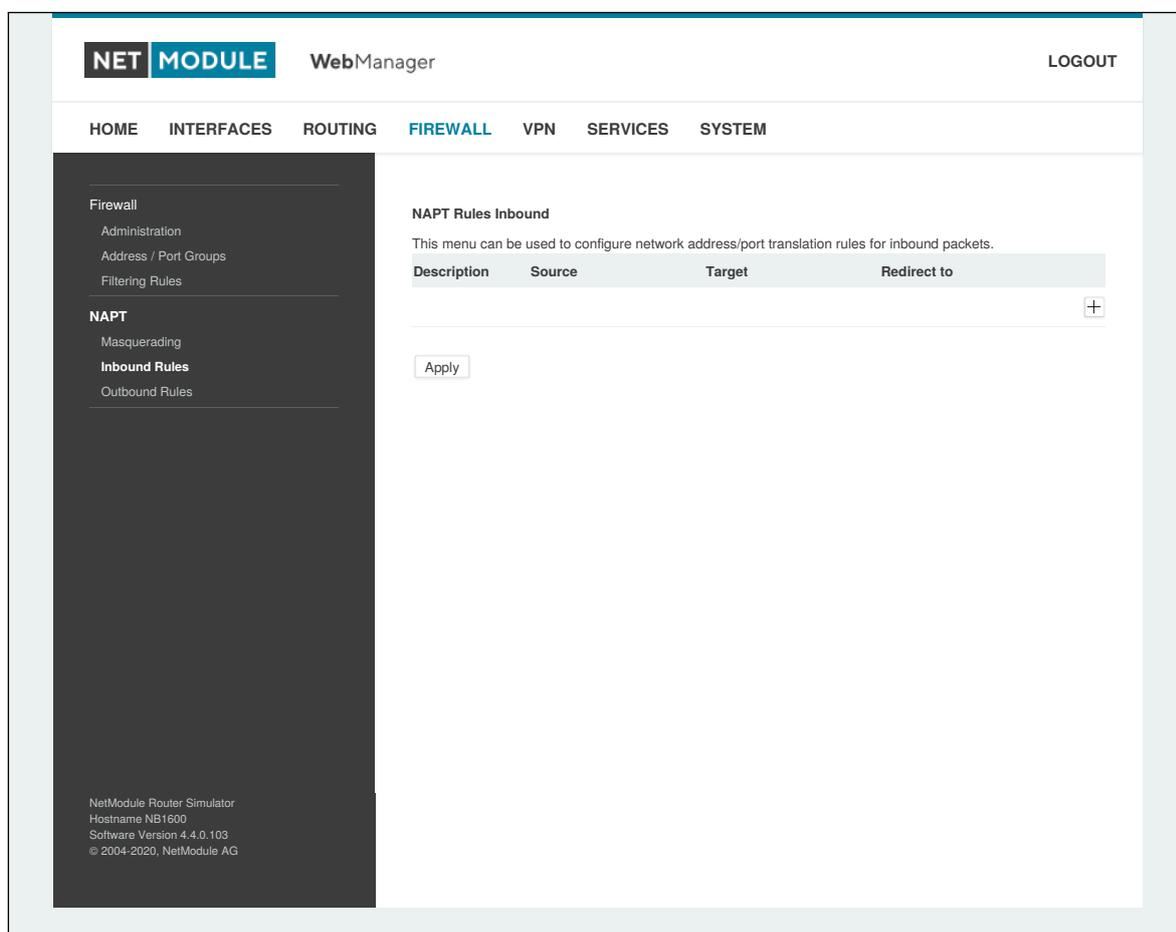 NET MODULE WebManager LOGOUT
HOME INTERFACES ROUTING FIREWALL VPN SERVICES SYSTEM
Firewall
Administration
Address / Port Groups
Filtering Rules
NAPT
Masquerading
Inbound Rules
Outbound Rules
NAPT Rules Inbound
This menu can be used to configure network address/port translation rules for inbound packets.
Description Source Target Redirect to
Apply
NetModule Router Simulator
Hostname NB1600
Software Version 4.4.0.103
© 2004-2020, NetModule AG